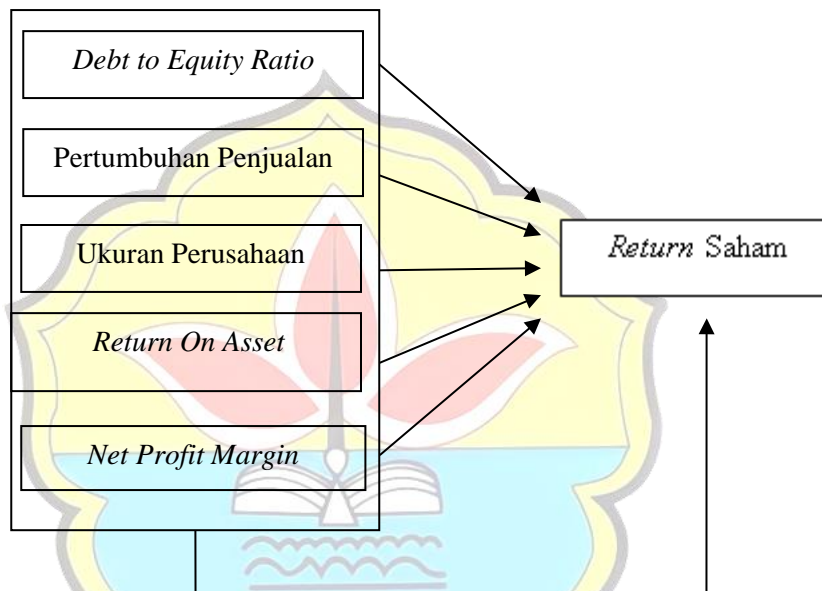 Debt to Equity Ratio
Pertumbuhan Penjualan
Ukuran Perusahaan
Return On Asset
Net Profit Margin
Return Saham